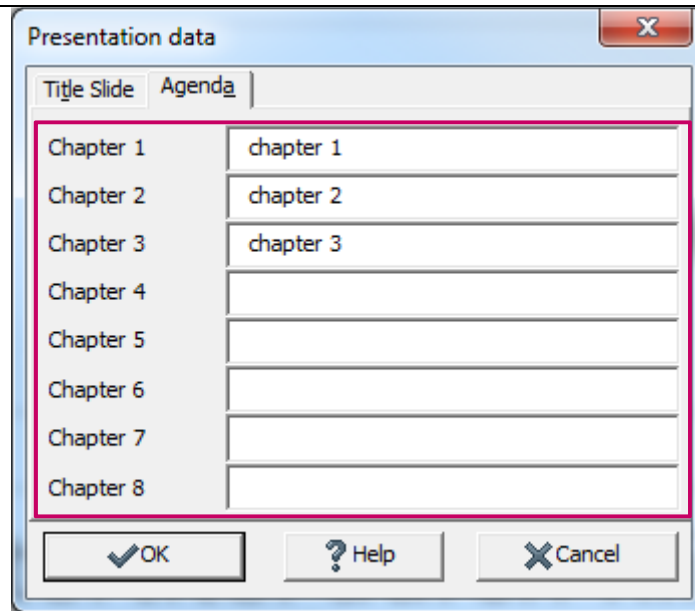 Presentation data
Title Slide Agenda
Chapter 1 chapter 1
Chapter 2 chapter 2
Chapter 3 chapter 3
Chapter 4
Chapter 5
Chapter 6
Chapter 7
Chapter 8
OK Help Cancel